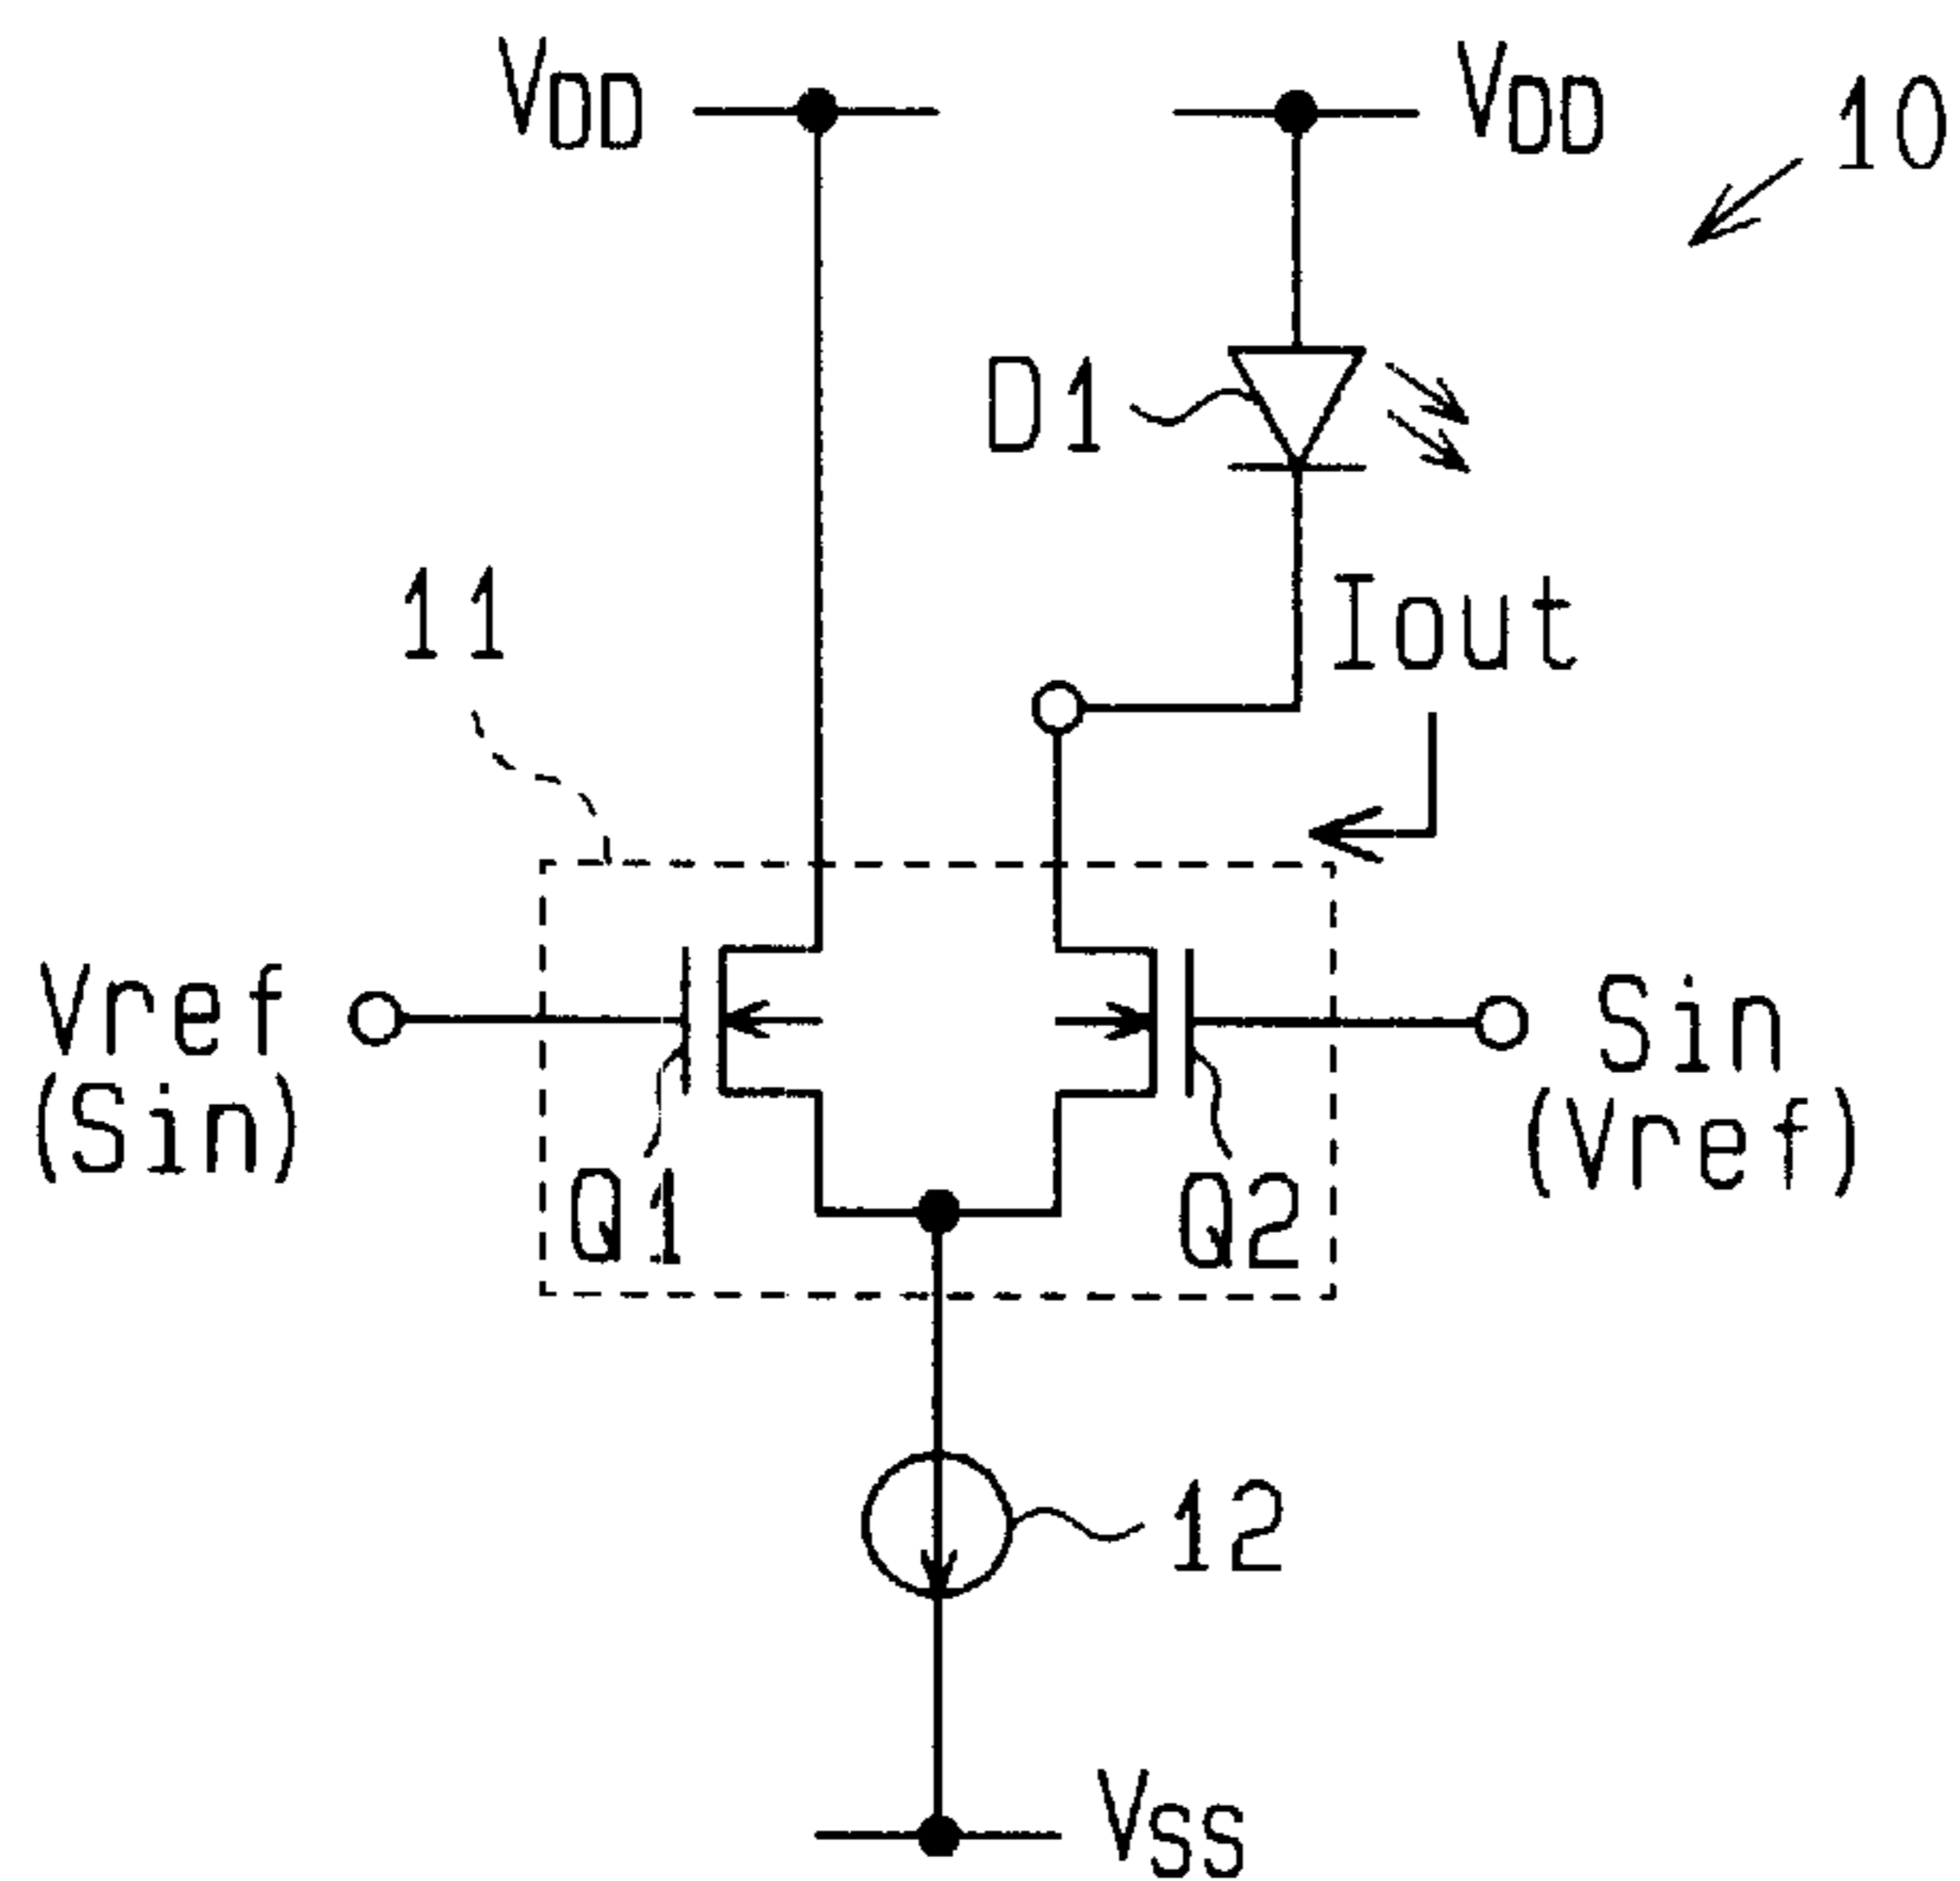 VDD
VDD
10
D1
11
Iout
Vref
(Sin)
Sin
(Vref)
Q1
Q2
12
VSS